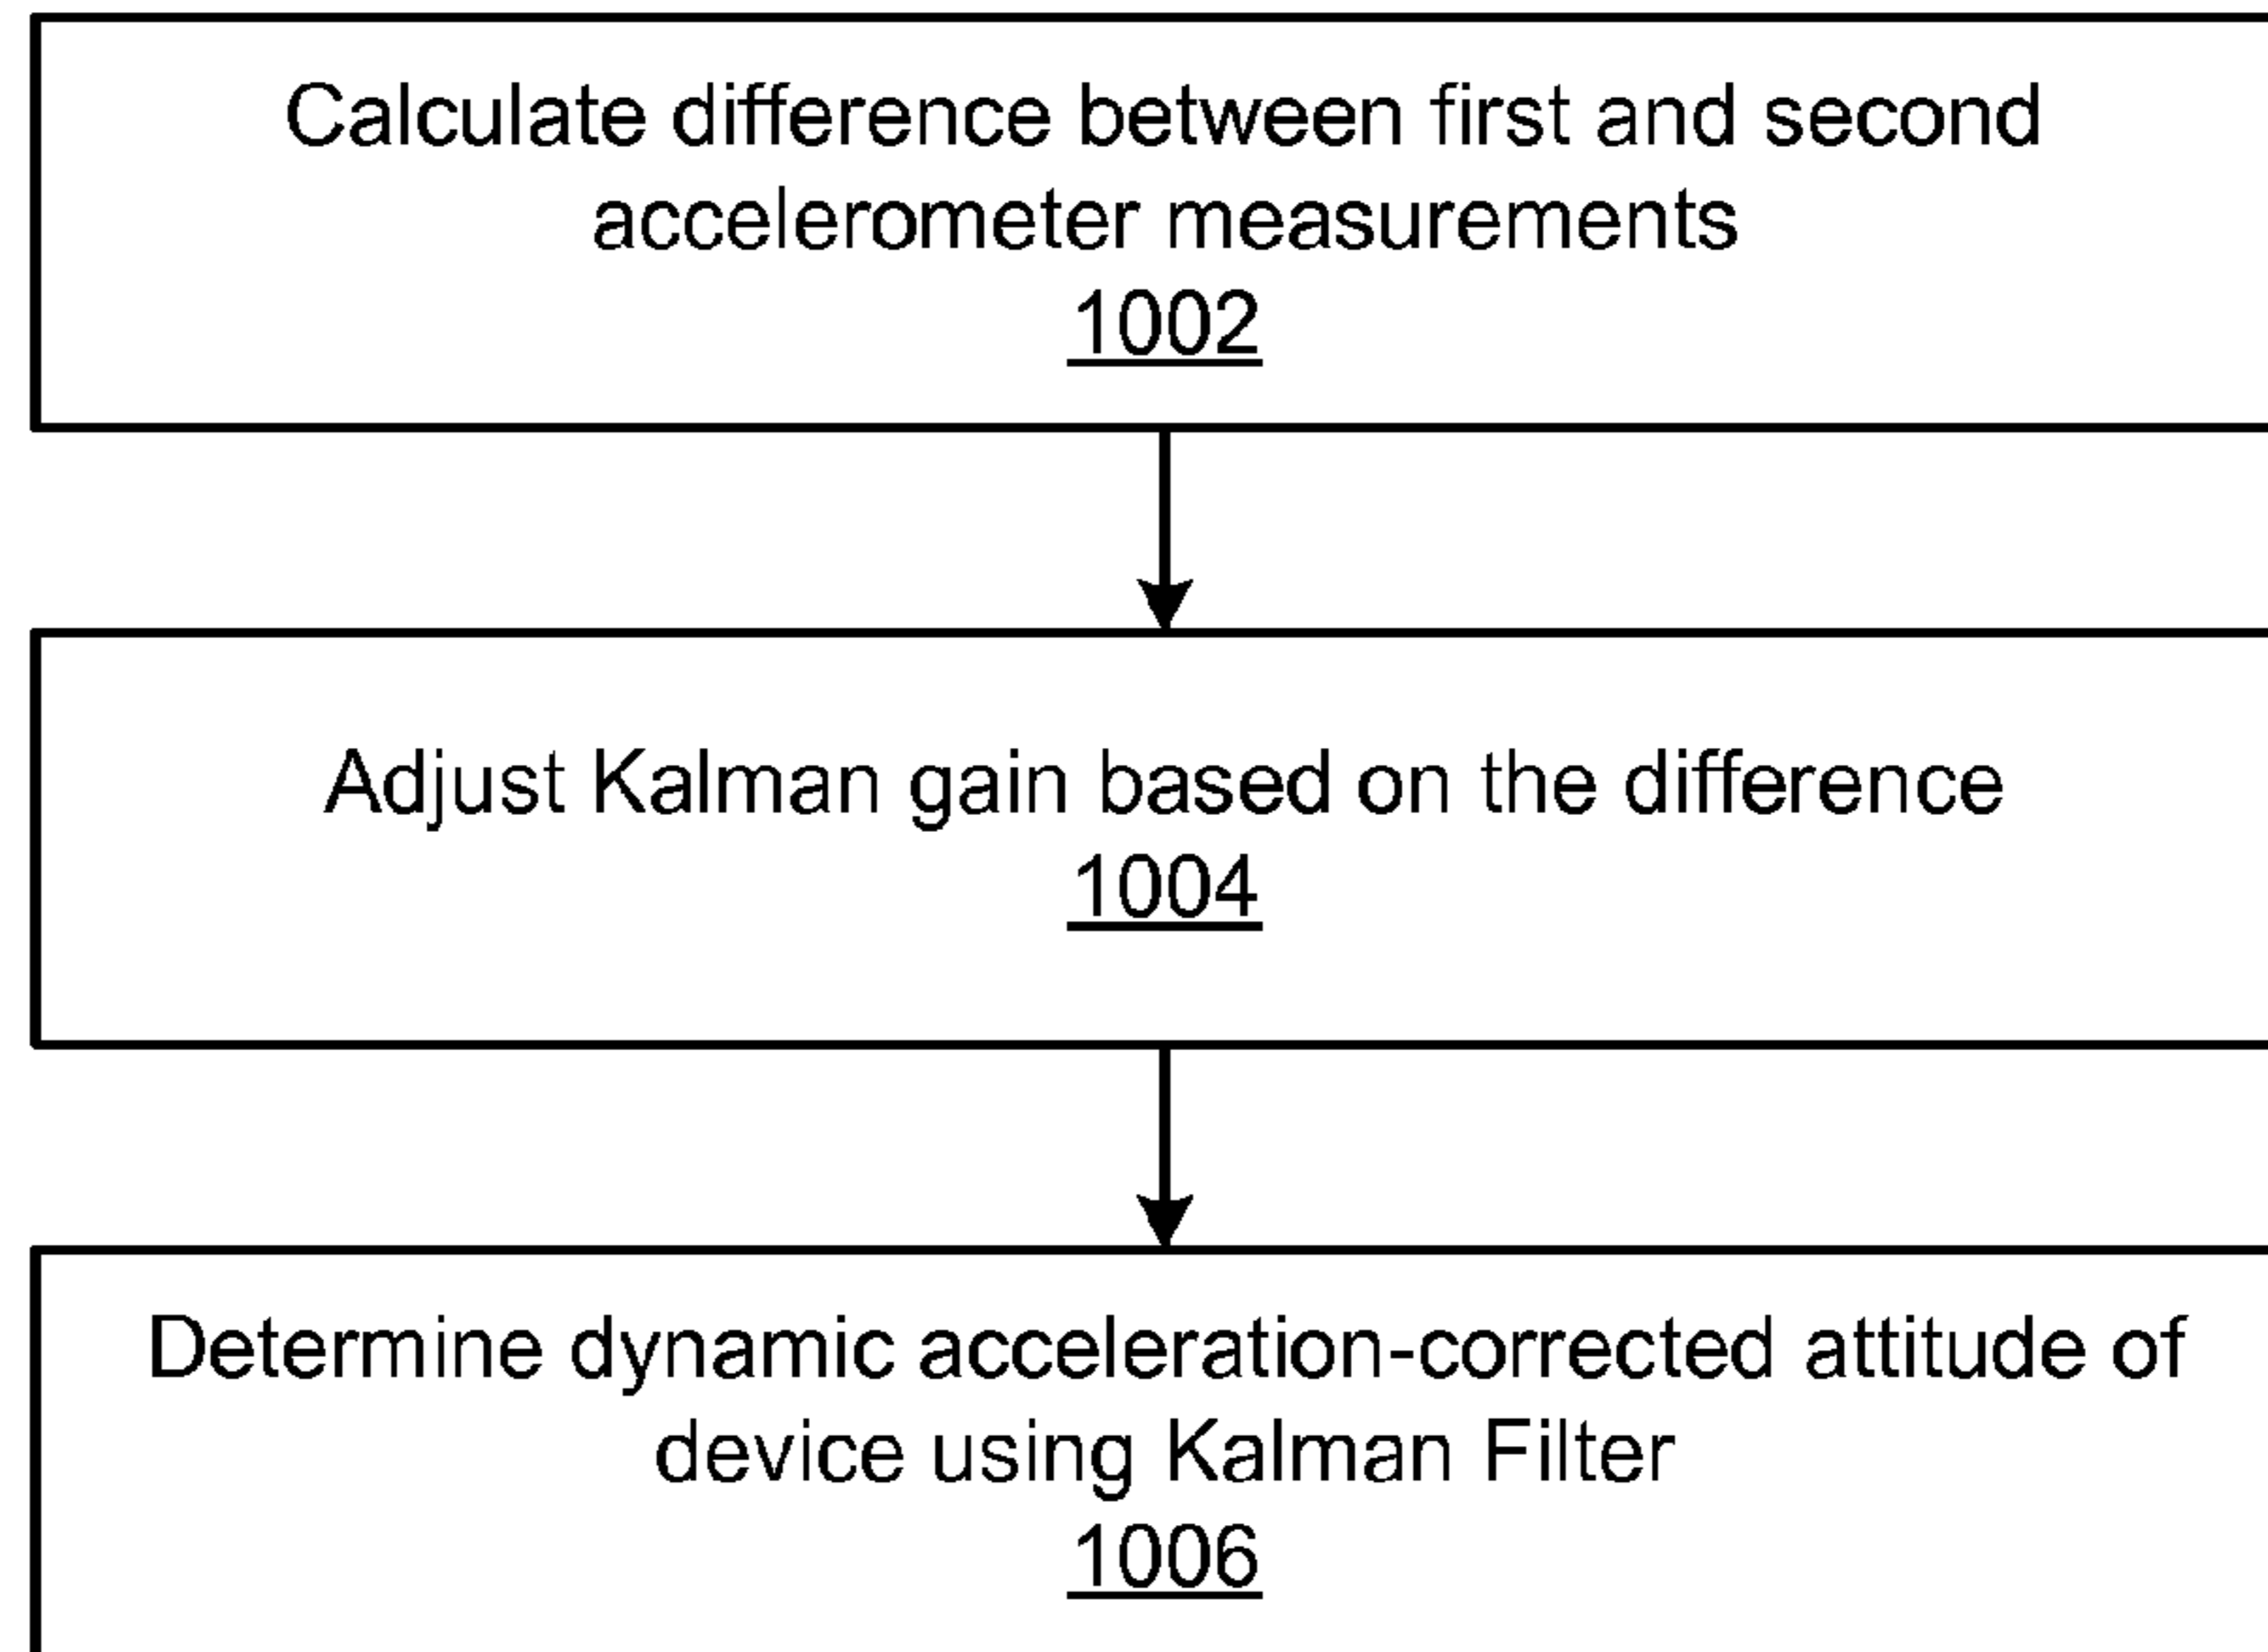 Calculate difference between first and second
accelerometer measurements
1002
Adjust Kalman gain based on the difference
1004
Determine dynamic acceleration-corrected attitude of
device using Kalman Filter
1006